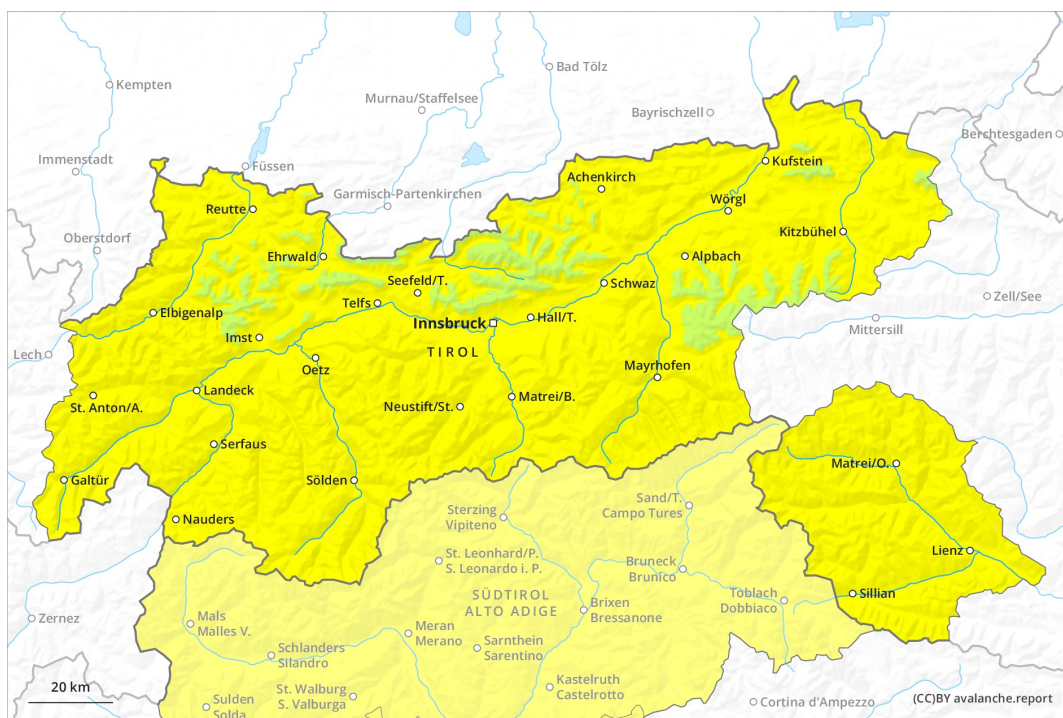 Kempten
Bad Tölz
Murnau/Staffelsee
Bayrischzell
Berchtesgaden
Immenstadt
Füssen
Kufstein
Achenkirch
Garmisch-Partenkirchen
Wörgl
Reutte
Oberstdorf
Kitzbühel
Ehrwald
Alpbach
Seefeld/T.
Schwaz
Zell/See
Telfs
Elbigenalp
Hall/T.
Innsbruck
Mittersill
Imst
Lech
TIROL
Oetz
Mayrhofen
Landeck
St. Anton/A.
Matrei/B.
Neustift/St.
Serfaus
Matrei/O.
Galtür
Sölden
Sand/T.
Campo Tures
Sterzing
Vipiteno
Nauders
Lienz
St. Leonhard/P.
S. Leonardo i. P.
Bruneck
Brunico
SÜDTIROL
ALTO ADIGE
Sillian
Toblach
Dobbiaco
Brixen
Bressanone
Zernez
Mals
Malles V.
Meran
Merano
Sarnthein
Sarentino
Schlanders
Silandro
Kastelruth
Castelrotto
20 km
St. Walburg
S. Valburga
Sulden
Solda
Cortina d'Ampezzo
(CC)BY avalanche.report